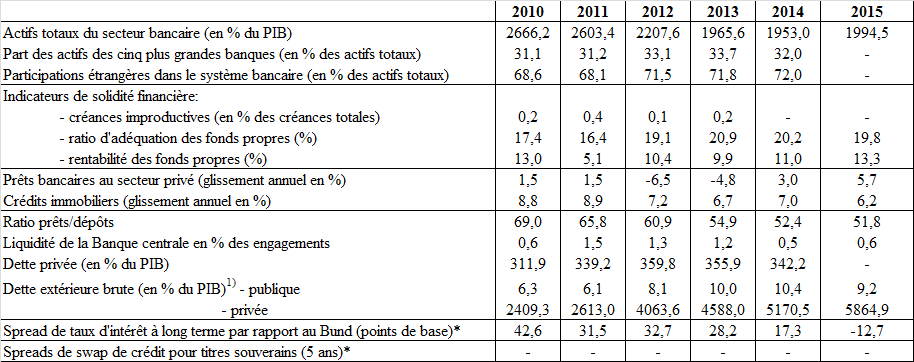 2010 2011 2012 2013 2014 2015
Actifs totaux du secteur bancaire (en % du PIB) 2666,2 2603,4 2207,6 1965,6 1953,0 1994,5
Part des actifs des cinq plus grandes banques (en % des actifs totaux) 31,1 31,2 33,1 33,7 32,0 -
Participations étrangères dans le système bancaire (en % des actifs totaux) 68,6 68,1 71,5 71,8 72,0 -
Indicateurs de solidité financière:
- créances improductives (en % des créances totales) 0,2 0,4 0,1 0,2 - -
- ratio d'adéquation des fonds propres (%) 17,4 16,4 19,1 20,9 20,2 19,8
- rentabilité des fonds propres (%) 13,0 5,1 10,4 9,9 11,0 13,3
Prêts bancaires au secteur privé (glissement annuel en %) 1,5 1,5 -6,5 -4,8 3,0 5,7
Crédits immobiliers (glissement annuel en %) 8,8 8,9 7,2 6,7 7,0 6,2
Ratio prêts/dépôts 69,0 65,8 60,9 54,9 52,4 51,8
Liquidité de la Banque centrale en % des engagements 0,6 1,5 1,3 1,2 0,5 0,6
Dette privée (en % du PIB) 311,9 339,2 359,8 355,9 342,2 -
Dette extérieure brute (en % du PIB)1) - publique 6,3 6,1 8,1 10,0 10,4 9,2
- privée 2409,3 2613,0 4063,6 4588,0 5170,5 5864,9
Spread de taux d'intérêt à long terme par rapport au Bund (points de base)* 42,6 31,5 32,7 28,2 17,3 -12,7
Spreads de swap de crédit pour titres souverains (5 ans)* - - - - - -